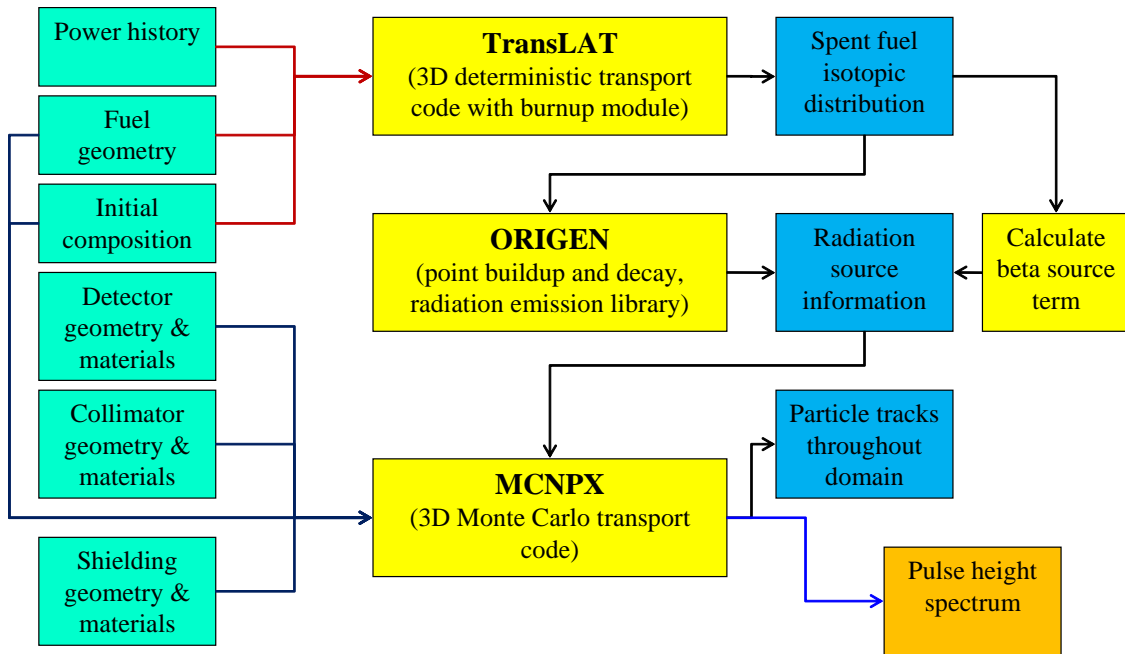 Power history
Fuel
geometry
Initial
composition
Detector
geometry &
materials
Collimator
geometry &
materials
Shielding
geometry &
materials
TransLAT
(3D deterministic transport
code with burnup module)
Spent fuel
isotopic
distribution
ORIGEN
(point buildup and decay,
radiation emission library)
Radiation
source
information
Calculate
beta source
term
MCNPX
(3D Monte Carlo transport
code)
Particle tracks
throughout
domain
Pulse height
spectrum